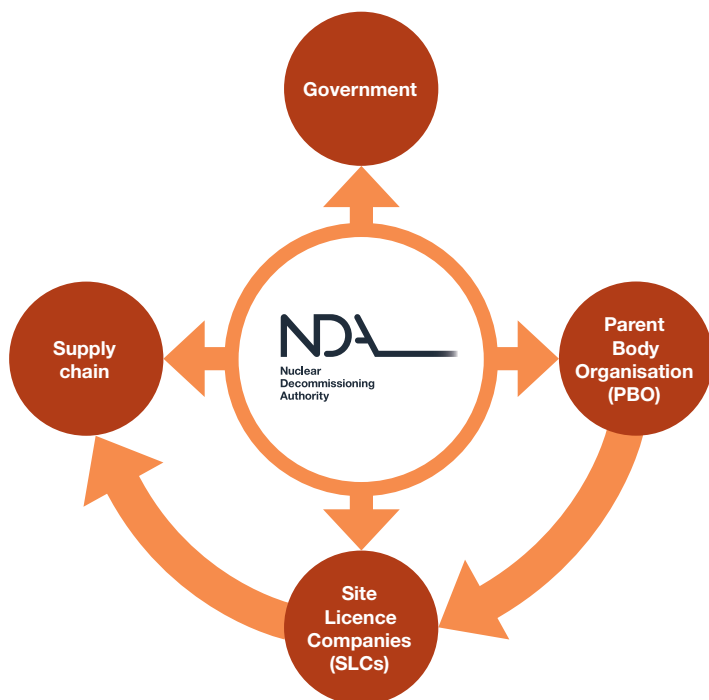 Government
NDA
Nuclear
Decommissioning
Authority
Supply
chain
Parent
Body
Organisation
(PBO)
Site
Licence
Companies
(SLCs)